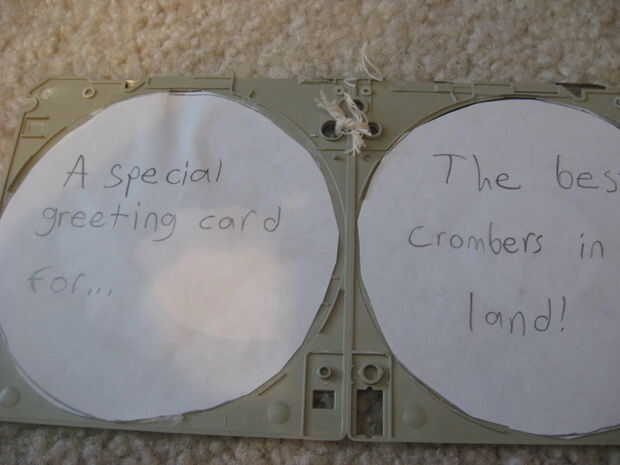 A special
greeting card
for...
The bes
Crombers in
land!